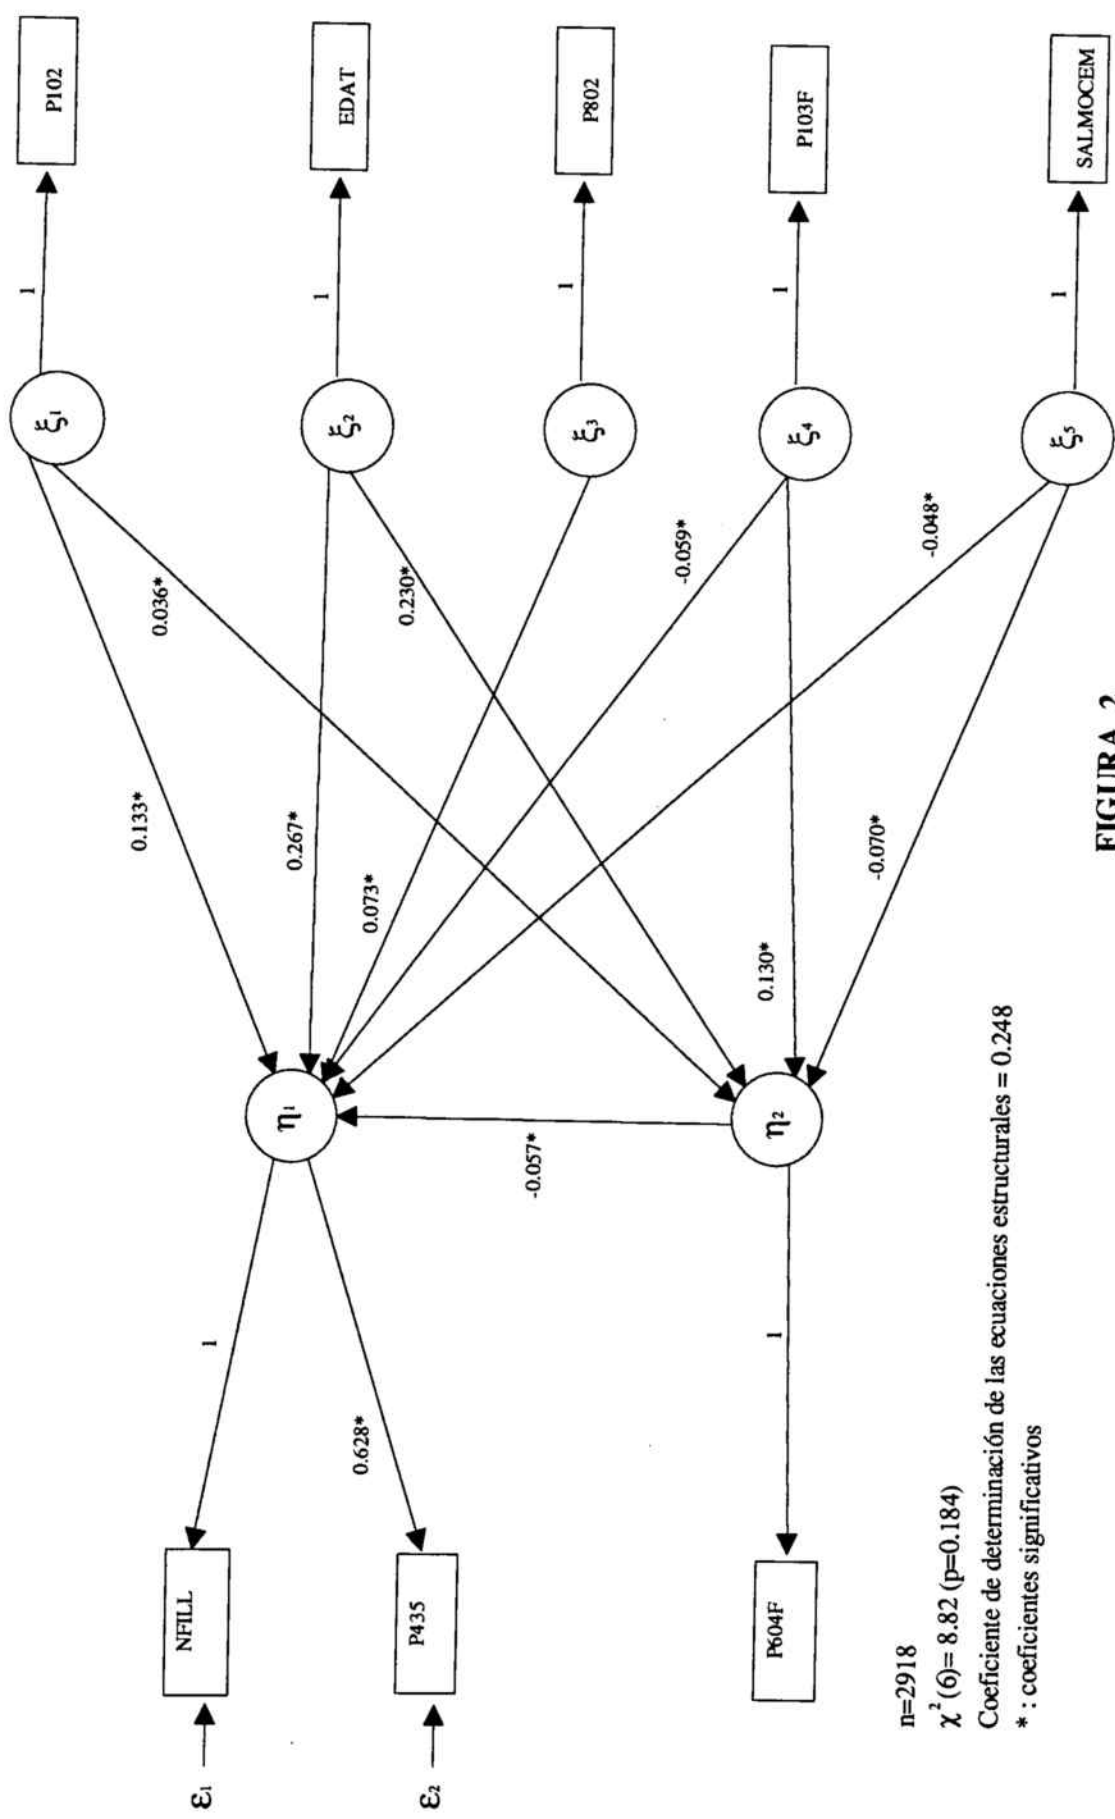 ε1
NFILL
1
η1
0.133*
ξ1
1
P102
0.036*
ε2
P435
0.628*
0.267*
ξ2
1
EDAT
0.230*
0.073*
-0.057*
ξ3
1
P802
-0.059*
P604F
1
η2
0.130*
ξ4
1
P103F
-0.070*
-0.048*
ξ5
1
SALMOCEM
n=2918
χ² (6)= 8.82 (p=0.184)
Coeficiente de determinación de las ecuaciones estructurales = 0.248
* : coeficientes significativos
FIGURA 2